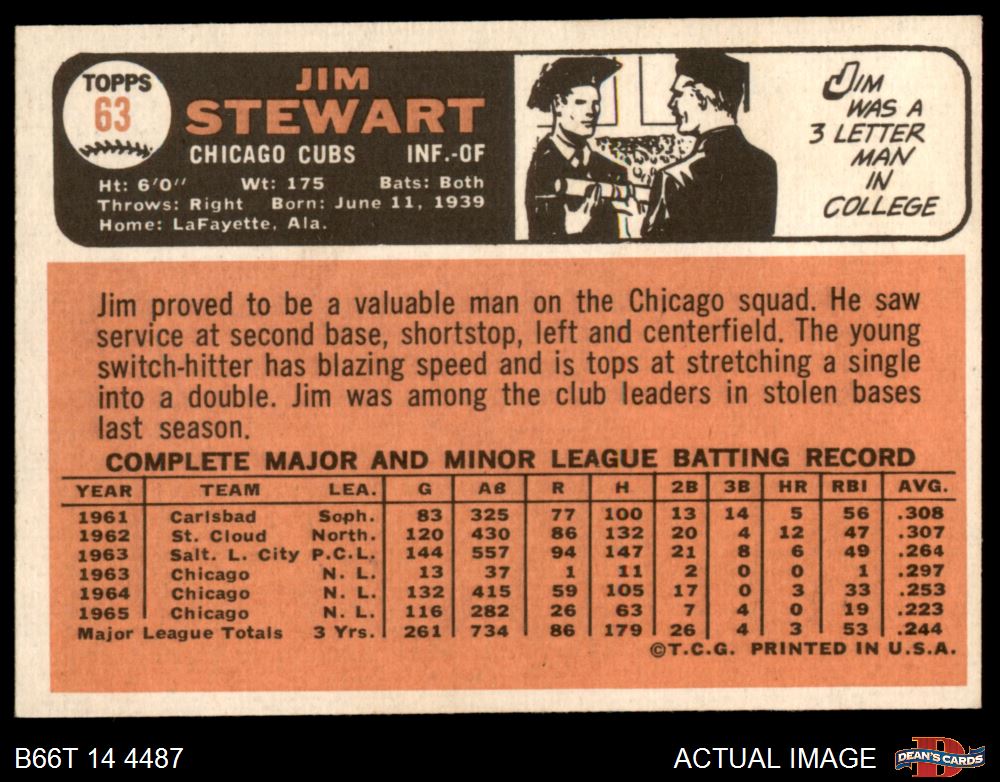 TOPPS
63
JIM
STEWART
CHICAGO CUBS INF.-OF
Ht: 6'0" Wt: 175 Bats: Both
Throws: Right Born: June 11, 1939
Home: LaFayette, Ala.
JIM
WAS A
3 LETTER
MAN
IN
COLLEGE
Jim proved to be a valuable man on the Chicago squad. He saw
service at second base, shortstop, left and centerfield. The young
switch-hitter has blazing speed and is tops at stretching a single
into a double. Jim was among the club leaders in stolen bases
last season.
COMPLETE MAJOR AND MINOR LEAGUE BATTING RECORD
YEAR TEAM LEA. G AB R H 2B 3B HR RBI AVG.
1961 Carlsbad Soph. 83 325 77 100 13 14 5 56 .308
1962 St. Cloud North. 120 430 86 132 20 4 12 47 .307
1963 Salt. L. City P.C.L. 144 557 94 147 21 8 6 49 .264
1963 Chicago N. L. 13 37 1 11 2 0 0 1 .297
1964 Chicago N. L. 132 415 59 105 17 0 3 33 .253
1965 Chicago N. L. 116 282 26 63 7 4 0 19 .223
Major League Totals 3 Yrs. 261 734 86 179 26 4 3 53 .244
©T.C.G. PRINTED IN U.S.A.
B66T 14 4487 ACTUAL IMAGE
D
DEAN'S CARDS